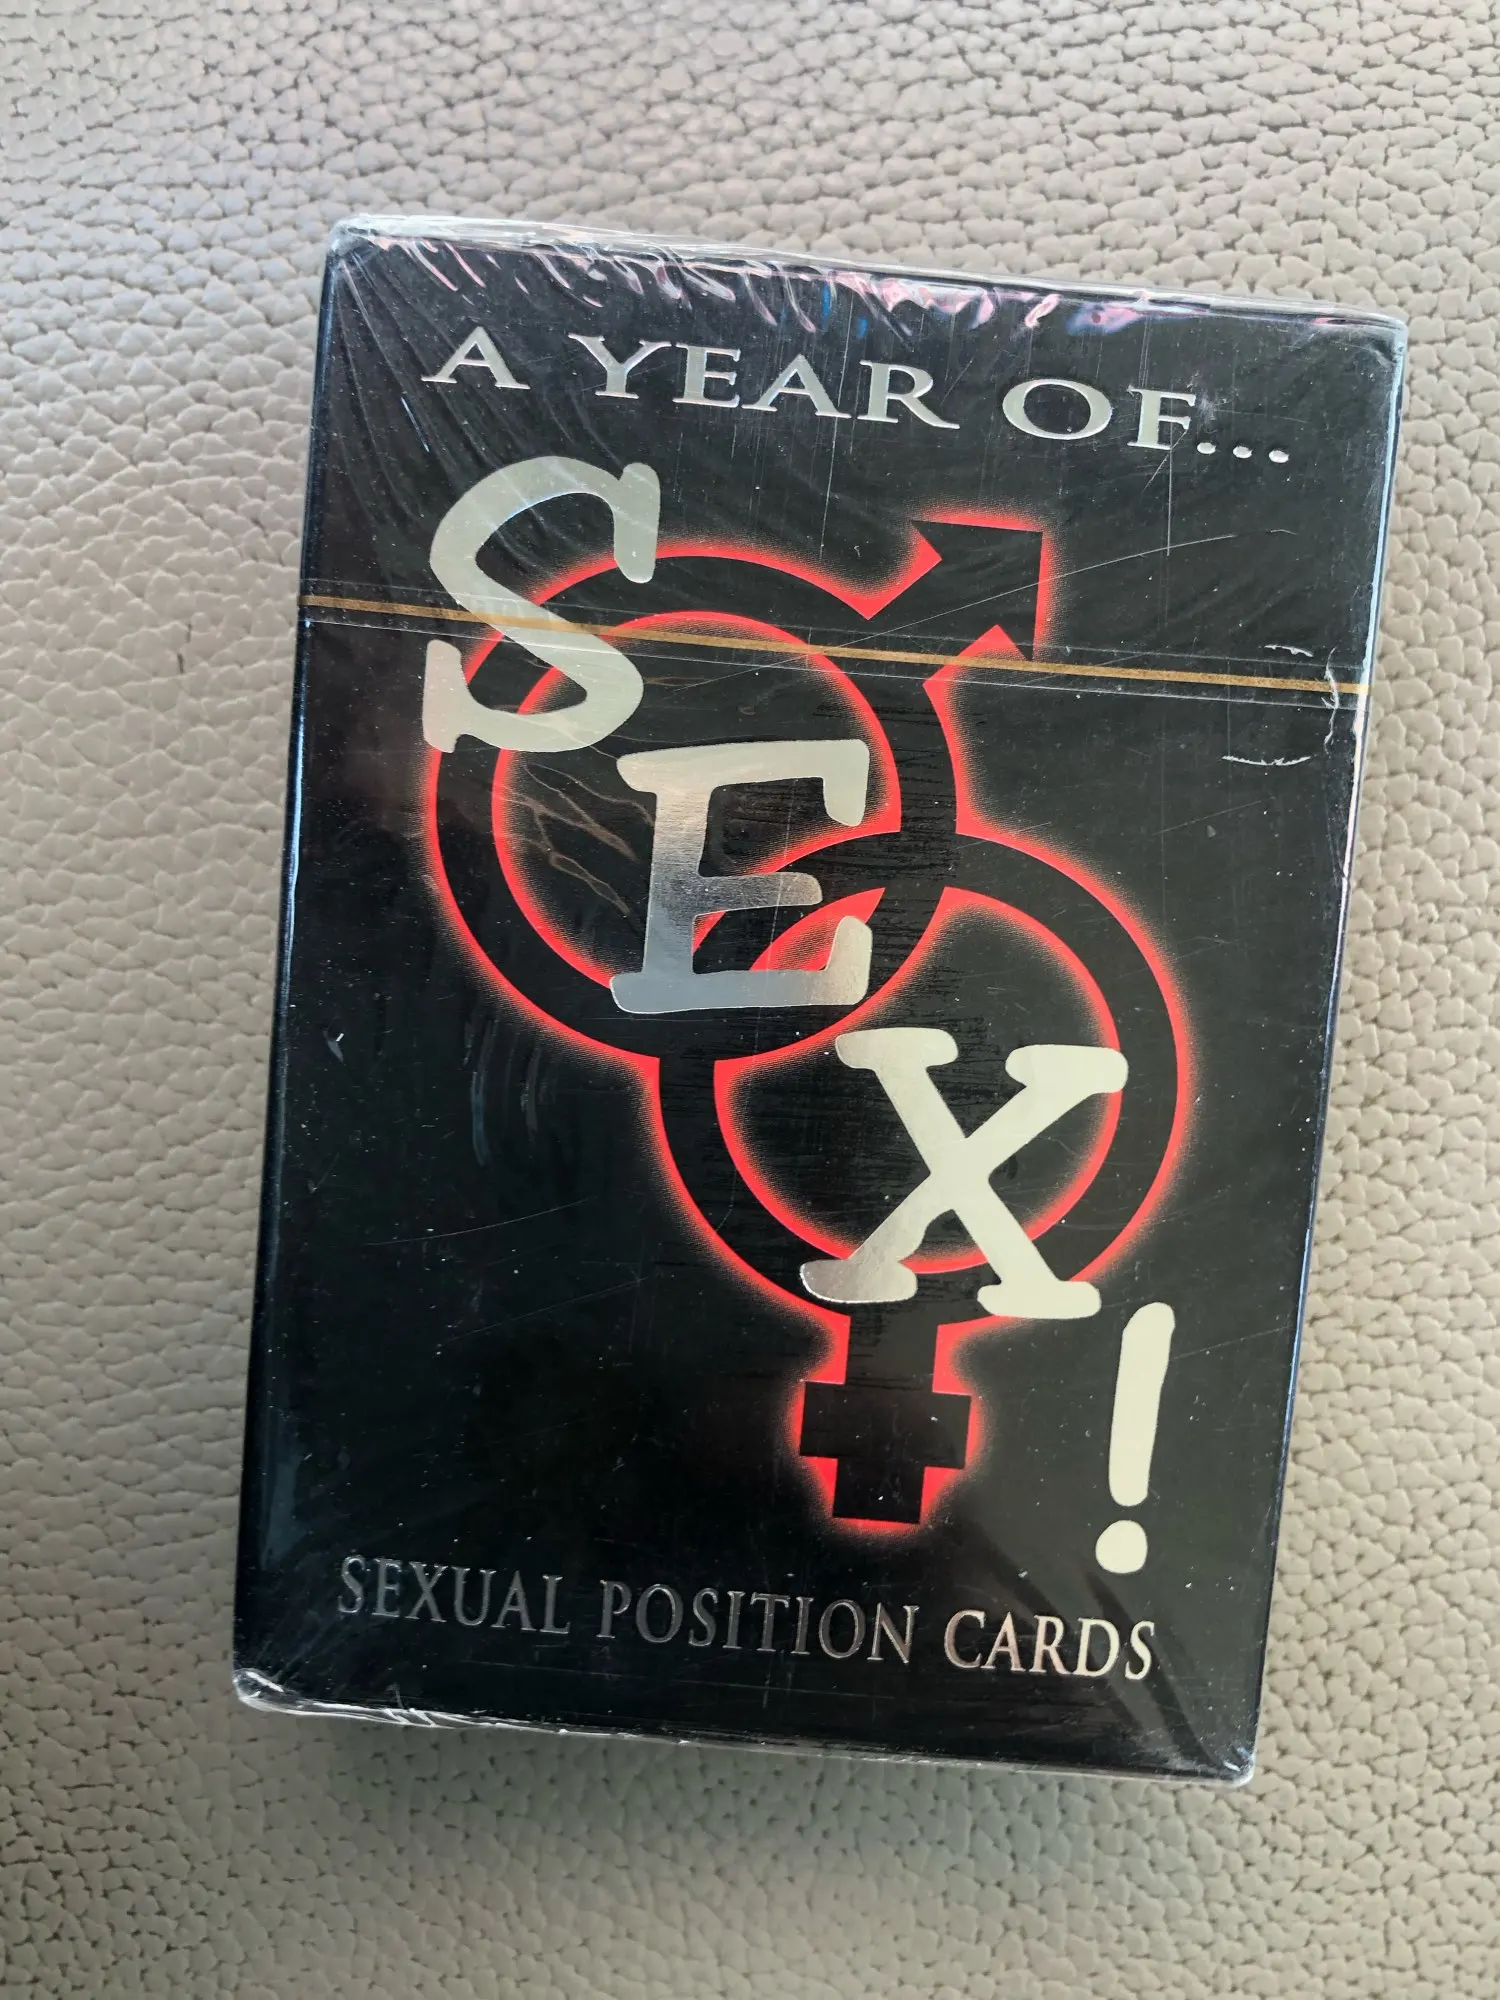 A YEAR OF...
SEX!
SEXUAL POSITION CARDS